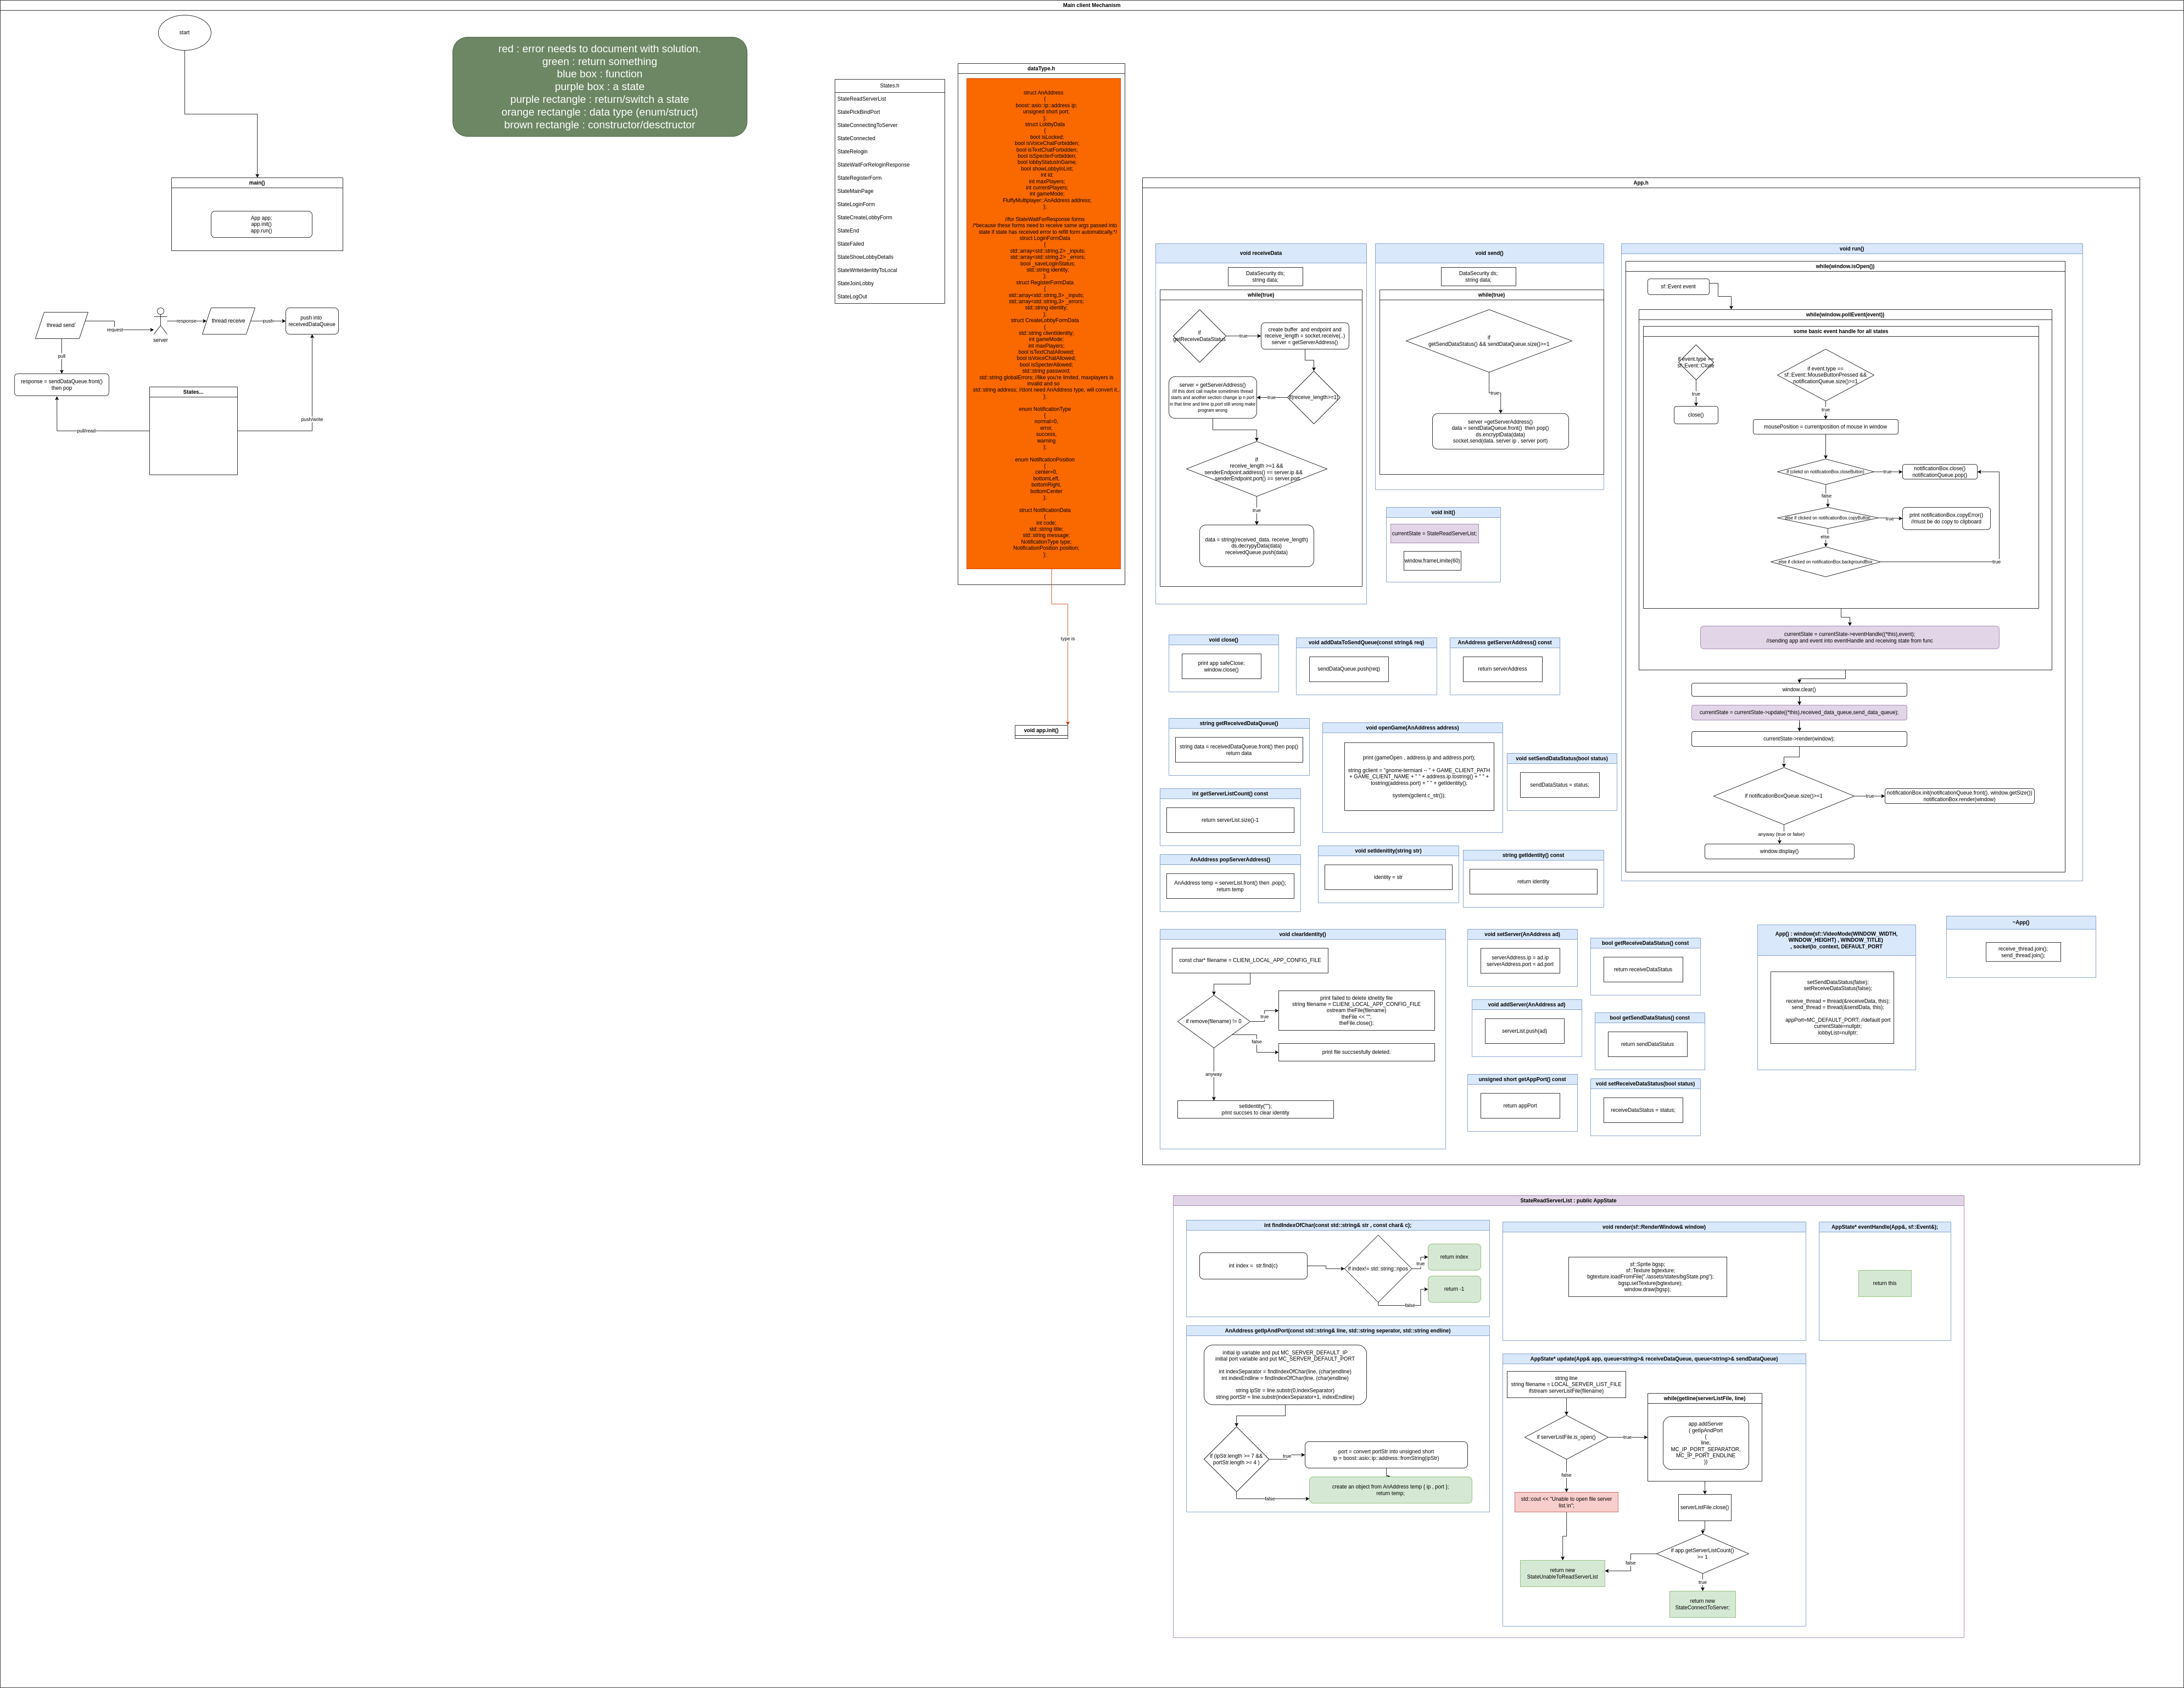 Main client Mechanism
start
red : error needs to document with solution.
green : return something
blue box : function
purple box : a state
purple rectangle : return/switch a state
orange rectangle : data type (enum/struct)
brown rectangle : constructor/desctructor
main()
App app;
app.init()
app.run()
thread send`
request
server
response
thread receive
push
push into
receivedDataQueue
pull
response = sendDataQueue.front()
then pop
States...
pull/read
push/write
States.h
StateReadServerList
StatePickBindPort
StateConnectingToServer
StateConnected
StateRelogin
StateWaitForReloginResponse
StateRegisterForm
StateMainPage
StateLoginForm
StateCreateLobbyForm
StateEnd
StateFailed
StateShowLobbyDetails
StateWriteIdentityToLocal
StateJoinLobby
StateLogOut
dataType.h
struct AnAddress
{
boost::asio::ip::address ip;
unsigned short port;
};
struct LobbyData
{
bool isLocked;
bool isVoiceChatForbidden;
bool isTextChatForbidden;
bool isSpecterForbidden;
bool lobbyStatusInGame;
bool showLobbyInList;
int id;
int maxPlayers;
int currentPlayers;
int gameMode;
FluffyMultiplayer::AnAddress address;
};
//for StateWaitForResponse forms
/*because these forms need to receive same args passed into
state if state has received error to refill form automatically.*/
struct LoginFormData
{
std::array<std::string,2> _inputs;
std::array<std::string,2> _errors;
bool _saveLoginStatus;
std::string identity;
};
struct RegisterFormData
{
std::array<std::string,3> _inputs;
std::array<std::string,3> _errors;
std::string identity;
};
struct CreateLobbyFormData
{
std::string clientIdentity;
int gameMode;
int maxPlayers;
bool isTextChatAllowed;
bool isVoiceChatAllowed;
bool isSpecterAllowed;
std::string password;
std::string globalErrors; //like you're limited, maxplayers is
invalid and so
std::string address; //dont need AnAddress type, will convert it..
};
enum NotificationType
{
normal=0,
error,
success,
warning
};
enum NotificationPosition
{
center=0,
bottomLeft,
bottomRight,
bottomCenter
};
struct NotificationData
{
int code;
std::string title;
std::string message;
NotificationType type;
NotificationPosition position;
};
type is
void app.init()
App.h
void receiveData
DataSecurity ds;
string data;
while(true)
if
getReceiveDataStatus
true
create buffer and endpoint and
receive_length = socket.receive(..)
server = getServerAddress()
if(receive_length>=1)
true
server = getServerAddress()
//if this dont call maybe sometimes thread
starts and another section change ip n port
in that time and time ip,port still wrong make
program wrong
if
receive_length >=1 &&
senderEndpoint.address() == server.ip &&
senderEndpoint.port() == server.port
true
data = string(received_data, receive_length)
ds.decrypyData(data)
receivedQueue.push(data)
void send()
DataSecurity ds;
string data;
while(true)
if
getSendDataStatus() && sendDataQueue.size()>=1
true
server =getServerAddress()
data = sendDataQueue.front() then pop()
ds.encryptData(data)
socket.send(data, server ip , server port)
void init()
currentState = StateReadServerList;
window.frameLimite(60)
void run()
while(window.isOpen())
sf::Event event
while(window.pollEvent(event))
some basic event handle for all states
if event.type ==
sf::Event::Close
true
close()
if event.type ==
sf::Event::MouseButtonPressed &&
notificationQueue.size()>=1
true
mousePosition = currentposition of mouse in window
if (cliekd on notificationBox.closeButton)
true
notificationBox.close()
notificationQueue.pop()
false
else if clicked on notificationBox.copyButton
true
print notificationBox.copyError()
//must be do copy to clipboard
else
else if clicked on notificationBox.backgroundBox
true
currentState = currentState->eventHandle((*this),event);
//sending app and event into eventHandle and receiving state from func
window.clear()
currentState = currentState->update((*this),received_data_queue,send_data_queue);
currentState->render(window);
if notificationBoxQueue.size()>=1
true
notificationBox.init(notificationQueue.front(), window.getSize())
notificationBox.render(window)
anyway (true or false)
window.display()
void close()
print app safeClose;
window.close()
void addDataToSendQueue(const string& req)
sendDataQueue.push(req)
AnAddress getServerAddress() const
return serverAddress
string getReceivedDataQueue()
string data = receivedDataQueue.front() then pop()
return data
void openGame(AnAddress address)
print (gameOpen , address.ip and address.port);
string gclient = "gnome-termianl -- " + GAME_CLIENT_PATH
+ GAME_CLIENT_NAME + " " + address.ip.tostring() + " " +
tostring(address.port) + " " + getIdentity();
system(gclient.c_str());
void setSendDataStatus(bool status)
sendDataStatus = status;
int getServerListCount() const
return serverList.size()-1
AnAddress popServerAddress()
AnAddress temp = serverList.front() then .pop();
return temp
void setIdenitity(string str)
identity = str
string getIdentity() const
return identity
void clearIdentity()
const char* filename = CLIENI_LOCAL_APP_CONFIG_FILE
if remove(filename) != 0
true
print failed to delete idnetity file
string filename = CLIENI_LOCAL_APP_CONFIG_FILE
ostream theFile(filename)
theFile << "";
theFile.close();
false
print file succsesfully deleted.
anyway
setIdentity("");
print succses to clear identity
void setServer(AnAddress ad)
serverAddress.ip = ad.ip
serverAddress.port = ad.port
bool getReceiveDataStatus() const
return receiveDataStatus
void addServer(AnAddress ad)
serverList.push(ad)
bool getSendDataStatus() const
return sendDataStatus
unsigned short getAppPort() const
return appPort
void setReceiveDataStatus(bool status)
receiveDataStatus = status;
App() : window(sf::VideoMode(WINDOW_WIDTH,
WINDOW_HEIGHT) , WINDOW_TITLE)
, socket(io_context, DEFAULT_PORT
setSendDataStatus(false);
setReceiveDataStatus(false);
receive_thread = thread(&receiveData, this);
send_thread = thread(&sendData, this);
appPort=MC_DEFAULT_PORT; //default port
currentState=nullptr;
lobbyList=nullptr;
~App()
receive_thread.join();
send_thread.join();
StateReadServerList : public AppState
int findIndexOfChar(const std::string& str , const char& c);
int index = str.find(c)
if index!= std::string::npos
true
return index
false
return -1
void render(sf::RenderWindow& window)
sf::Sprite bgsp;
sf::Texture bgtexture;
bgtexture.loadFromFile("./assets/states/bgState.png");
bgsp.setTexture(bgtexture);
window.draw(bgsp);
AppState* eventHandle(App&, sf::Event&);
return this
AnAddress getIpAndPort(const std::string& line, std::string seperator, std::string endline)
initial ip variable and put MC_SERVER_DEFAULT_IP
initial port variable and put MC_SERVER_DEFAULT_PORT
int indexSeparator = findIndexOfChar(line, (char)endline)
int indexEndline = findIndexOfChar(line, (char)endline)
string ipStr = line.substr(0,indexSeparator)
string portStr = line.substr(indexSeparator+1, indexEndline)
if (ipStr.length >= 7 &&
portStr.length >= 4 )
true
port = convert portStr into unsigned short
ip = boost::asio::ip::address::fromString(ipStr)
false
create an object from AnAddress temp { ip , port };
return temp;
AppState* update(App& app, queue<string>& receiveDataQueue, queue<string>& sendDataQueue)
string line
string filename = LOCAL_SERVER_LIST_FILE
ifstream serverListFile(filename)
if serverListFile.is_open()
true
while(getline(serverListFile, line)
app.addServer
( getIpAndPort
(
line,
MC_IP_PORT_SEPARATOR,
MC_IP_PORT_ENDLINE
))
false
std::cout << "Unable to open file server
list.\n";
serverListFile.close()
if app.getServerListCount()
>= 1
false
return new
StateUnableToReadServerList
true
return new
StateConnectToServer;